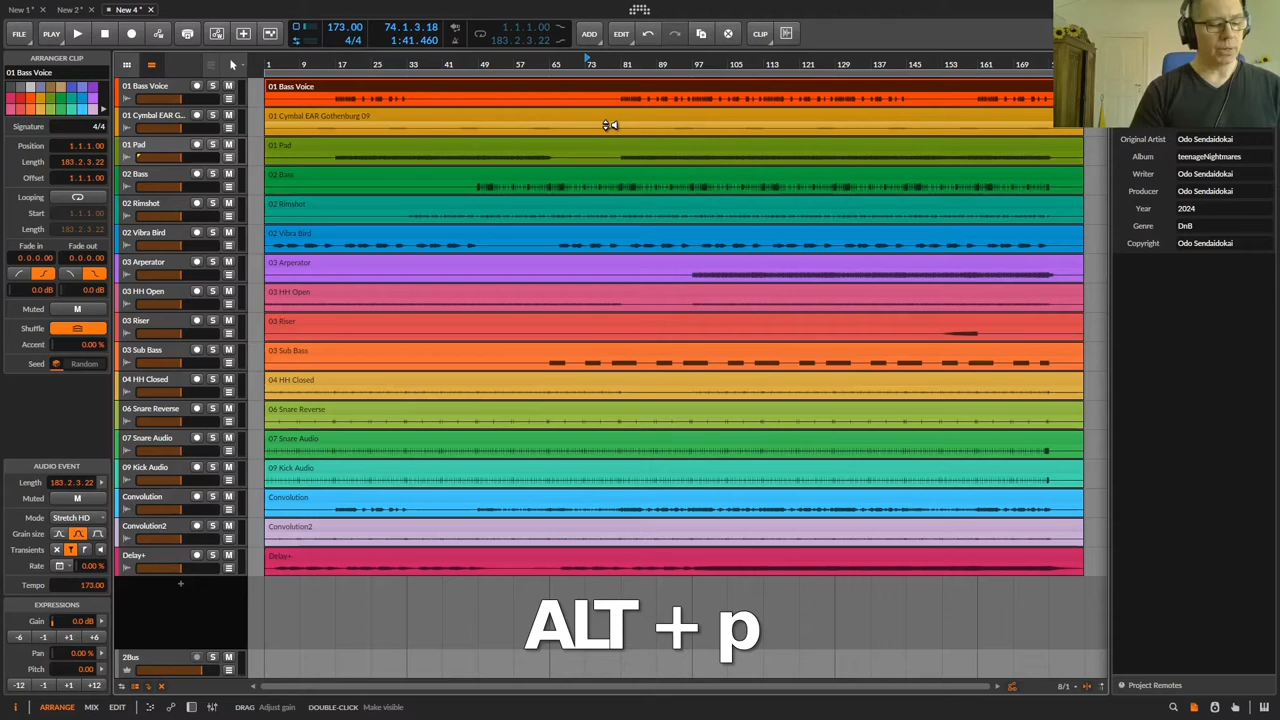 New 1 * ×
New 2 * ×
New 4 * ×
FILE
PLAY
173.00
4/4
74.1.3.18
1:41.460
1.1.1.00
183.2.3.22
ADD
EDIT
CLIP
ARRANGER CLIP
01 Bass Voice
Signature 4/4
Position 1.1.1.00
Length 183.2.3.22
Offset 1.1.1.00
Looping
Start 1.1.1.00
Length 183.2.3.22
Fade in Fade out
0.0.0.00 0.0.0.00
0.0 dB 0.0 dB
Muted M
Shuffle
Accent 0.00 %
Seed Random
AUDIO EVENT
Length 183.2.3.22
Muted M
Mode Stretch HD
Grain size
Transients
Rate 0.00 %
Tempo 173.00
EXPRESSIONS
Gain 0.0 dB
-6 -1 +1 +6
Pan 0.00 %
Pitch 0.00
-12 -1 +1 +12
1 9 17 25 33 41 49 57 65 73 81 89 97 105 113 121 129 137 145 153 161 169
01 Bass Voice S M
01 Bass Voice
01 Cymbal EAR G... S M
01 Cymbal EAR Gothenburg 09
01 Pad S M
01 Pad
02 Bass S M
02 Bass
02 Rimshot S M
02 Rimshot
02 Vibra Bird S M
02 Vibra Bird
03 Arperator S M
03 Arperator
03 HH Open S M
03 HH Open
03 Riser S M
03 Riser
03 Sub Bass S M
03 Sub Bass
04 HH Closed S M
04 HH Closed
06 Snare Reverse S M
06 Snare Reverse
07 Snare Audio S M
07 Snare Audio
09 Kick Audio S M
09 Kick Audio
Convolution S M
Convolution
Convolution2 S M
Convolution2
Delay+ S M
Delay+
+
ALT + p
2Bus S M
8/1
Original Artist Odo Sendaidokai
Album teenageNightmares
Writer Odo Sendaidokai
Producer Odo Sendaidokai
Year 2024
Genre DnB
Copyright Odo Sendaidokai
Project Remotes
i ARRANGE MIX EDIT
DRAG Adjust gain DOUBLE-CLICK Make visible